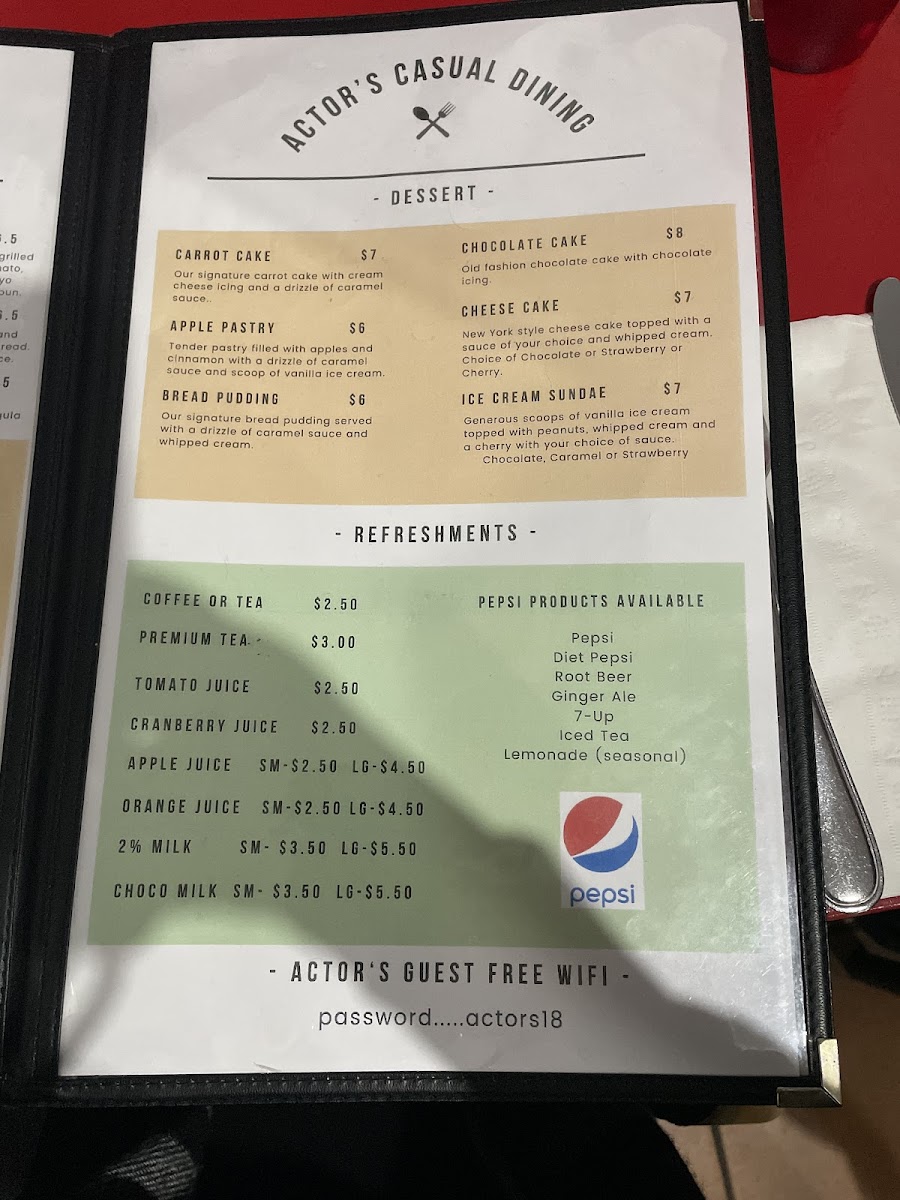 ACTOR'S CASUAL DINING
- DESSERT -
CARROT CAKE $7
Our signature carrot cake with cream
cheese icing and a drizzle of caramel
sauce..
APPLE PASTRY $6
Tender pastry filled with apples and
cinnamon with a drizzle of caramel
sauce and scoop of vanilla ice cream.
BREAD PUDDING $6
Our signature bread pudding served
with a drizzle of caramel sauce and
whipped cream.
CHOCOLATE CAKE $8
Old fashion chocolate cake with chocolate
icing.
CHEESE CAKE $7
New York style cheese cake topped with a
sauce of your choice and whipped cream.
Choice of Chocolate or Strawberry or
Cherry.
ICE CREAM SUNDAE $7
Generous scoops of vanilla ice cream
topped with peanuts, whipped cream and
a cherry with your choice of sauce.
Chocolate, Caramel or Strawberry
- REFRESHMENTS -
COFFEE OR TEA $2.50
PREMIUM TEA $3.00
TOMATO JUICE $2.50
CRANBERRY JUICE $2.50
APPLE JUICE SM-$2.50 LG-$4.50
ORANGE JUICE SM-$2.50 LG-$4.50
2% MILK SM- $3.50 LG-$5.50
CHOCO MILK SM- $3.50 LG-$5.50
PEPSI PRODUCTS AVAILABLE
Pepsi
Diet Pepsi
Root Beer
Ginger Ale
7-Up
Iced Tea
Lemonade (seasonal)
pepsi
- ACTOR'S GUEST FREE WIFI -
password.....actors18